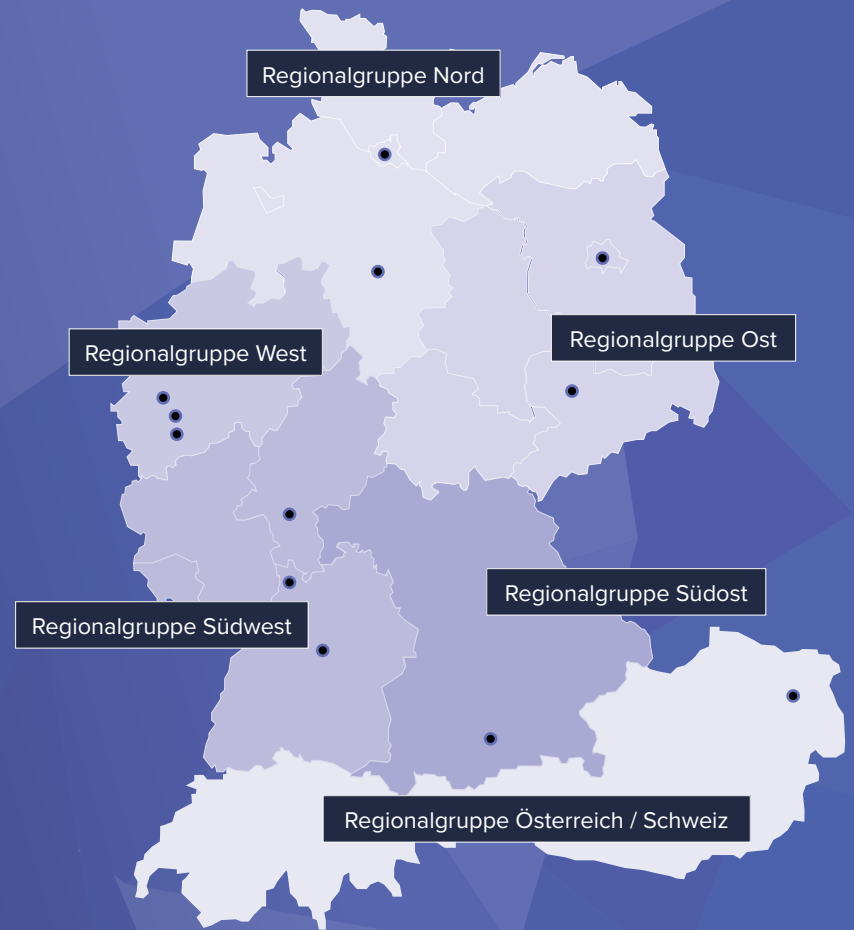 Regionalgruppe Nord
Regionalgruppe Ost
Regionalgruppe West
Regionalgruppe Südost
Regionalgruppe Südwest
Regionalgruppe Österreich / Schweiz